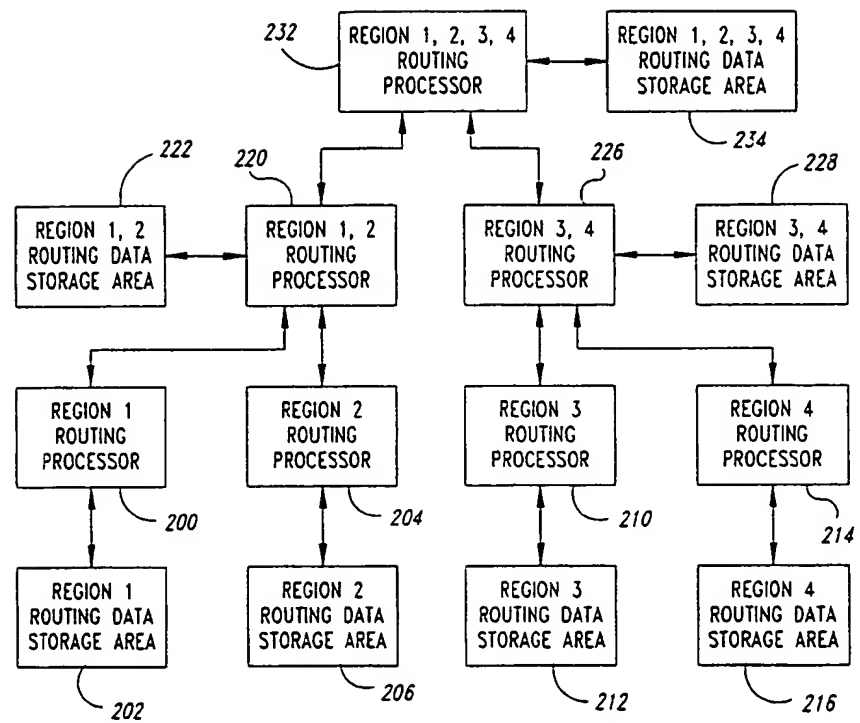 232
REGION 1, 2, 3, 4
ROUTING
PROCESSOR
REGION 1, 2, 3, 4
ROUTING DATA
STORAGE AREA
234
222
REGION 1, 2
ROUTING DATA
STORAGE AREA
220
REGION 1, 2
ROUTING
PROCESSOR
226
REGION 3, 4
ROUTING
PROCESSOR
228
REGION 3, 4
ROUTING DATA
STORAGE AREA
REGION 1
ROUTING
PROCESSOR
200
REGION 2
ROUTING
PROCESSOR
204
REGION 3
ROUTING
PROCESSOR
210
REGION 4
ROUTING
PROCESSOR
214
REGION 1
ROUTING DATA
STORAGE AREA
202
REGION 2
ROUTING DATA
STORAGE AREA
206
REGION 3
ROUTING DATA
STORAGE AREA
212
REGION 4
ROUTING DATA
STORAGE AREA
216